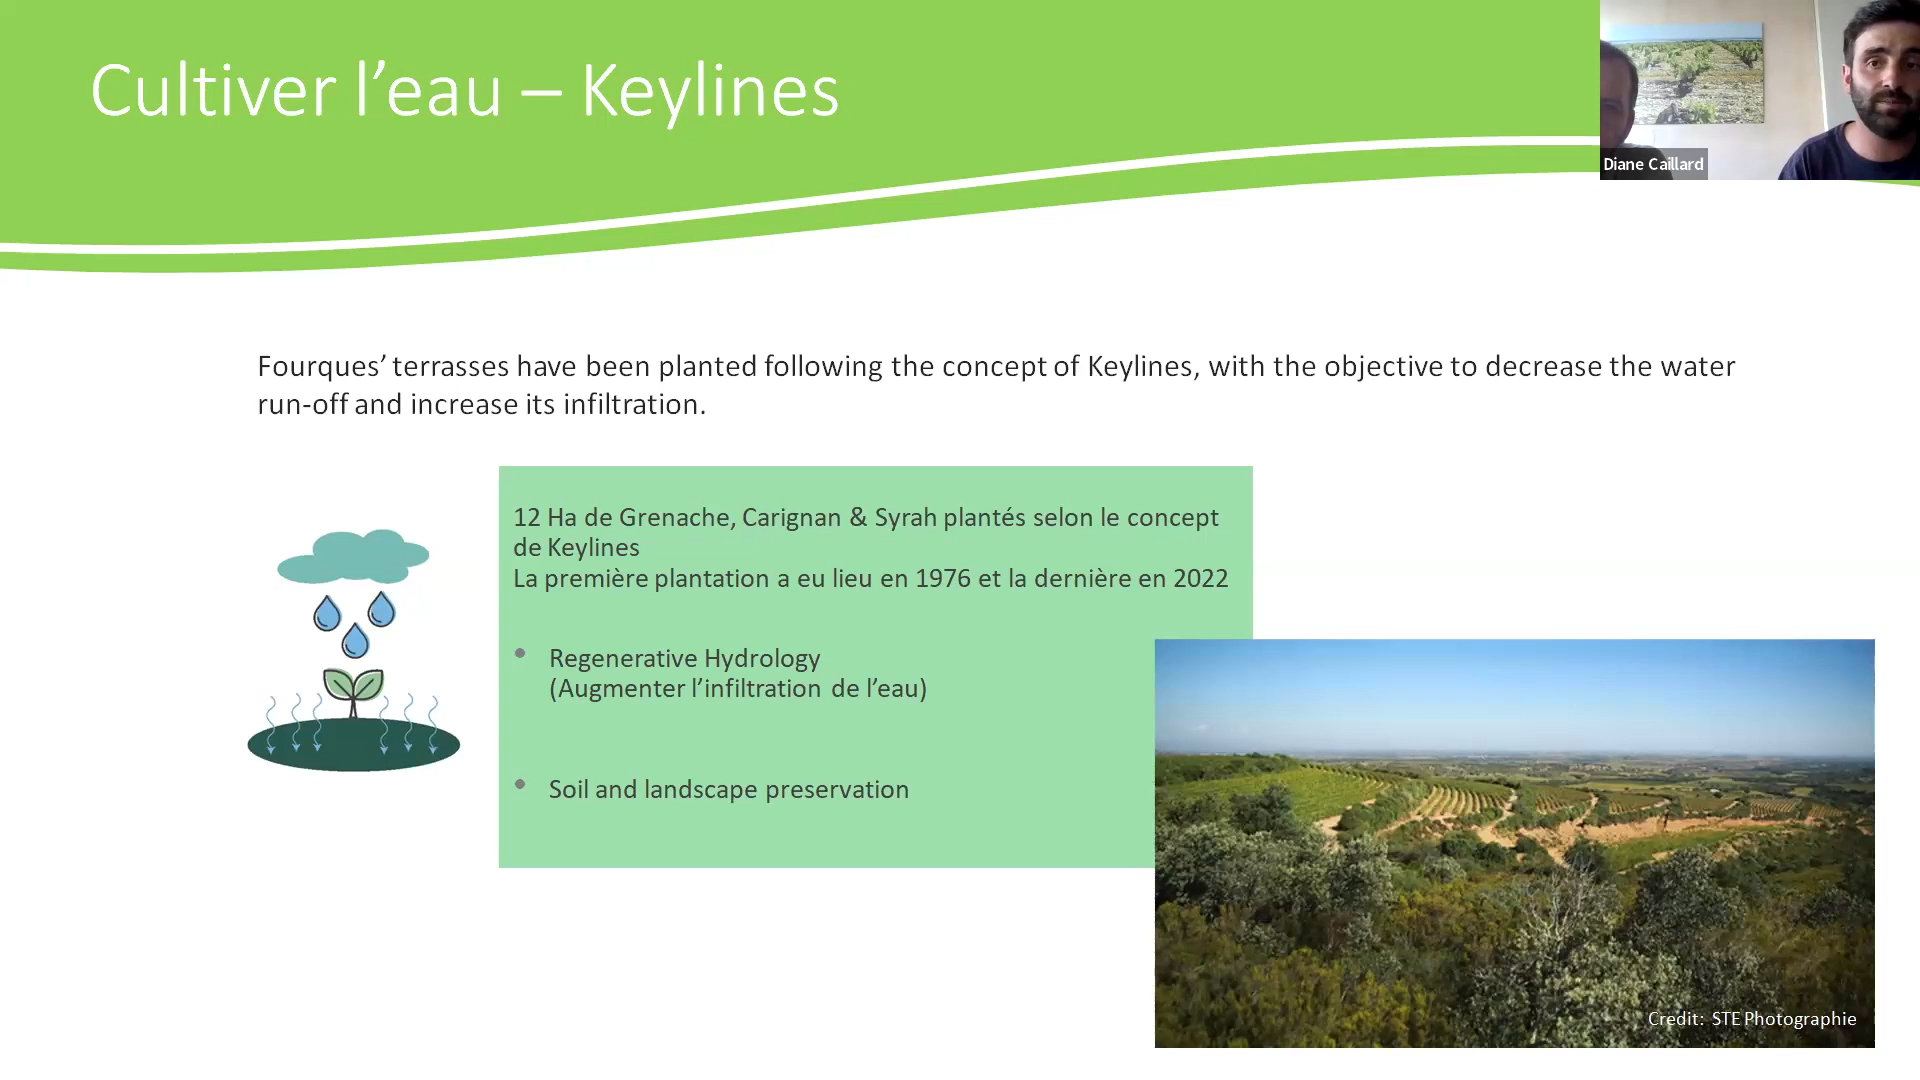 Cultiver l’eau – Keylines
Diane Caillard
Fourques’ terrasses have been planted following the concept of Keylines, with the objective to decrease the water
run-off and increase its infiltration.
12 Ha de Grenache, Carignan & Syrah plantés selon le concept
de Keylines
La première plantation a eu lieu en 1976 et la dernière en 2022
• Regenerative Hydrology
(Augmenter l’infiltration de l’eau)
• Soil and landscape preservation
Credit: STE Photographie